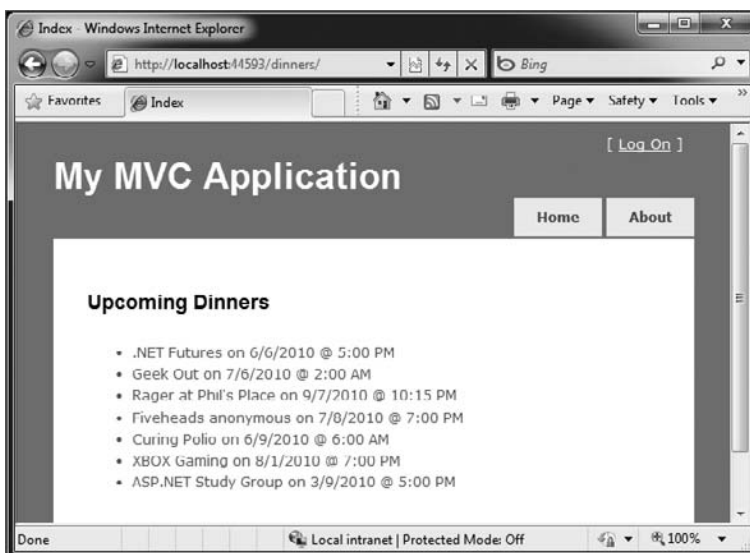 Index - Windows Internet Explorer
http://localhost:44593/dinners/
Bing
Favorites
Index
Page
Safety
Tools
[ Log On ]
My MVC Application
Home
About
Upcoming Dinners
• .NET Futures on 6/6/2010 @ 5:00 PM
• Geek Out on 7/6/2010 @ 2:00 AM
• Rager at Phil's Place on 9/7/2010 @ 10:15 PM
• Fiveheads anonymous on 7/8/2010 @ 7:00 PM
• Curing Polio on 6/9/2010 @ 6:00 AM
• XBOX Gaming on 8/1/2010 @ 7:00 PM
• ASP.NET Study Group on 3/9/2010 @ 5:00 PM
Done
Local intranet | Protected Mode: Off
100%